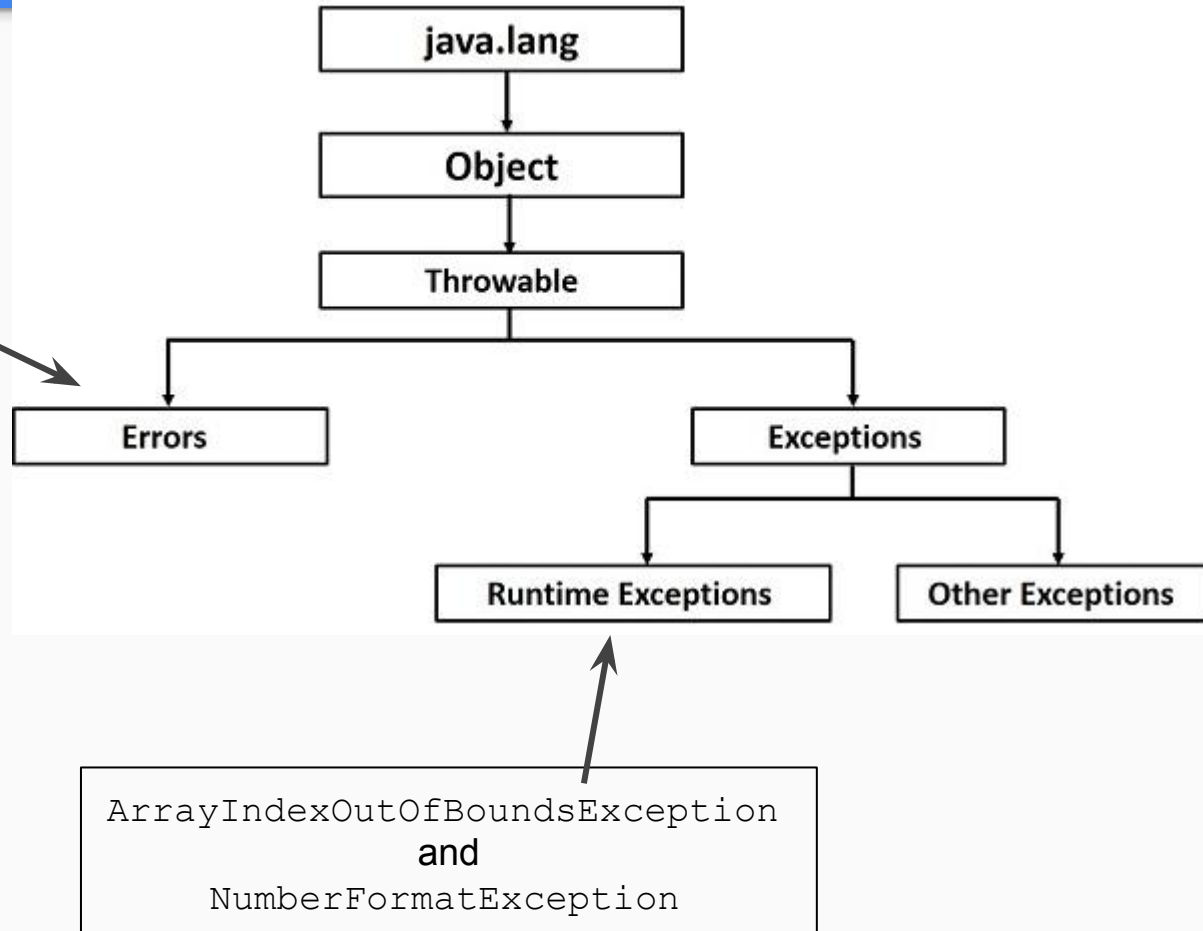 java.lang
Object
Throwable
Errors
Exceptions
Runtime Exceptions
Other Exceptions
ArrayIndexOutOfBoundsException
and
NumberFormatException